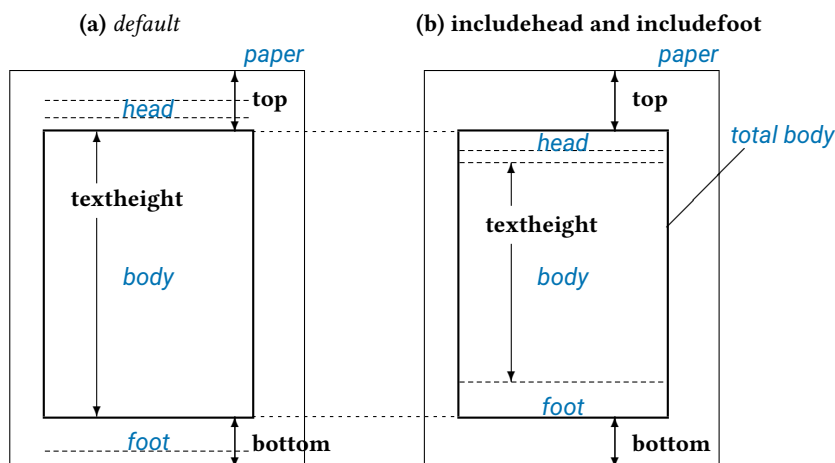 (a) default
(b) includehead and includefoot
paper
paper
head
top
top
head
total body
textheight
textheight
body
body
foot
foot
bottom
bottom